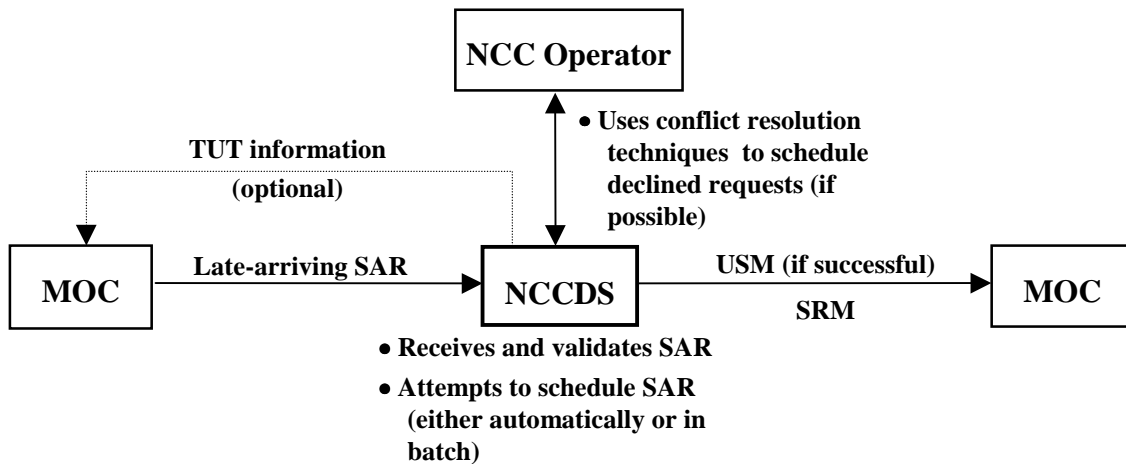 NCC Operator
• Uses conflict resolution
techniques to schedule
declined requests (if
possible)
TUT information
(optional)
MOC
Late-arriving SAR
NCCDS
USM (if successful)
SRM
MOC
• Receives and validates SAR
• Attempts to schedule SAR
(either automatically or in
batch)